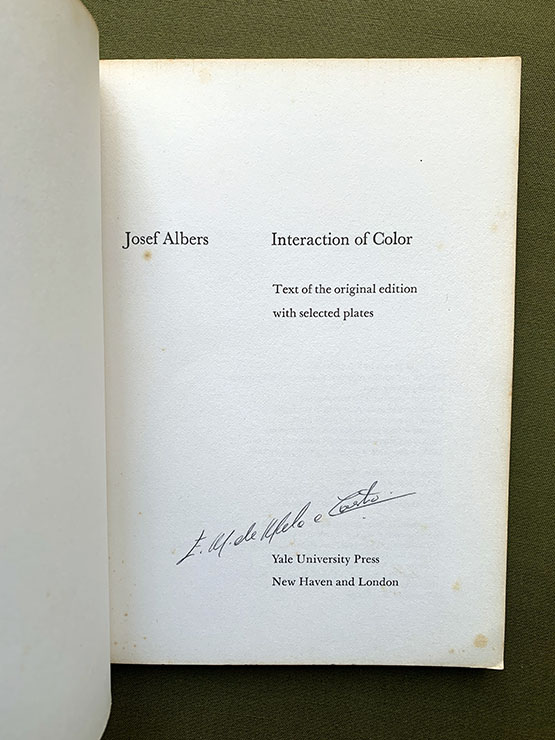 Josef Albers Interaction of Color
Text of the original edition
with selected plates
E. M. de Melo e Castro
Yale University Press
New Haven and London